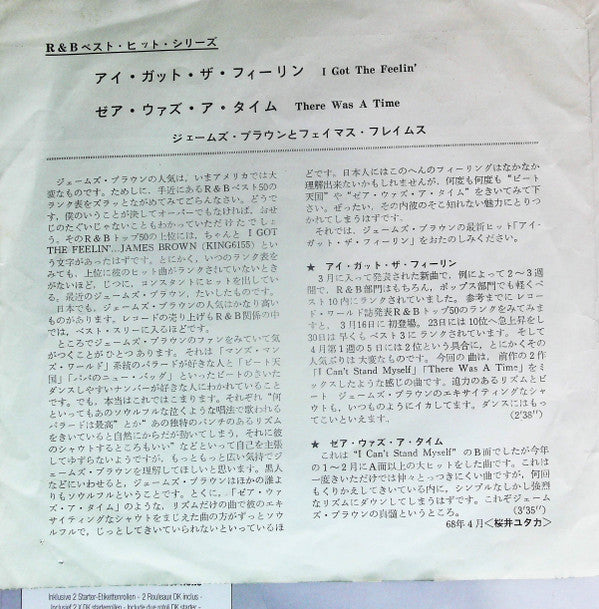 R&Bベスト・ヒット・シリーズ
アイ・ガット・ザ・フィーリン I Got The Feelin'
ゼア・ウァズ・ア・タイム There Was A Time
ジェームズ・ブラウンとフェイマス・フレイムス
ジェームズ・ブラウンの人気は、いまアメリカでは大
変なものです。ためしに、手近にあるR&Bベスト50の
ランク表をズラッとながめてみてごらんなさい。どうで
す、僕のいうことが決してオーバーでもなければ、おせ
じのたぐいじゃないこともわかっていただけたでしょ
う。そのR&Bトップ50の上位には、ちゃんと I GOT
THE FEELIN'...JAMES BROWN (KING6155) とい
う文字があったはずです。とにかく、いつのランク表を
みても、上位に彼のヒット曲がランクされていないとき
がないほど、じつに、コンスタントにヒットを出してい
る。最近のジェームズ・ブラウン、たいしたものです。
日本でも、ジェームズ・ブラウンの人気はかなり高い
ものがあります。レコードの売り上げもR&B関係の中
では、ベスト・スリーに入るほどです。
ところでジェームズ・ブラウンのファンをみていて気
がつくことがひとつあります。それは「マンズ・マン
ズ・ワールド」系統のバラードが好きな人と「ビート天
国」「パパのニュー・バッグ」といったビートのきいた
ダンスしやすいナンバーが好きな人にわかれていること
です。でも、本当はこれではこまります。それぞれ “何
といってもあのソウルフルな泣くような唱法で歌われる
バラードは最高” とか“あの独特のパンチのあるリズム
をきいていると自然にからだが動いてしまう、それに彼
のシャウトするところもいい” などといって自己を主張
してゆずらないようですが、もっともっと広い気持でジ
ェームズ・ブラウンを理解してほしいと思います。黒人
などにいわせると、ジェームズ・ブラウンはほかの誰よ
りもソウルフルということです。とくに、「ゼア・ウァ
ズ・ア・タイム」のような、リズムだけの曲で彼のエキ
サイティングなシャウトをまじえた曲の方がずっとソウ
ルフルで、じっとしてきいていられないといっているほ
どです。日本人にはこのへんのフィーリングはなかなか
理解出来ないかもしれませんが、何度も何度も “ビート
天国” や “ゼア・ウァズ・ア・タイム” をきいてみて下
さい。ぜったい、その内彼のそこ知れない魅力にとりつ
かれてしまうはずです。
それでは、ジェームズ・ブラウンの最新ヒット「アイ・
ガット・ザ・フィーリン」をおたのしみください。
★ アイ・ガット・ザ・フィーリン
3月に入って発表された新曲で、例によって2～3週
間で、R&B部門はもちろん、ポップス部門でも軽くベ
スト10内にランクされていました。参考までに レコー
ド・ワールド誌発表R&Bトップ50のランクをみてみま
すと、3月16日に初登場。23日には10位へ急上昇をし
30日は早くもベスト3にランクされています。そして
4月第1週の5日には2位という具合に、とにかくその
人気ぶりは大変なものです。今回の曲は、前作の2作
「I Can't Stand Myself」「There Was A Time」をミ
ックスしたような感じの曲です。迫力のあるリズムとビ
ート ジェームズ・ブラウンのエキサイティングなシ
ャウトも、いつものようにイカしてます。ダンスにはもっ
てこいといえます。 (2'38'')
★ ゼア・ウァズ・ア・タイム
これは “I Can't Stand Myself” のB面でしたが今年
の1～2月にA面以上の大ヒットをした曲です。これは
一度きいただけでは仲々とっつきにくい曲ですが、何回
もくりかえしてきいている内に、シンプルなしかし強烈
なリズムにダウンしてしまうはずです。これぞジェーム
ズ・ブラウンの真髄というところ。 (3'35'')
68年4月<桜井ユタカ>
Inklusive 2 Starter-Etikettenrollen - 2 Rouleaux DK inclus -